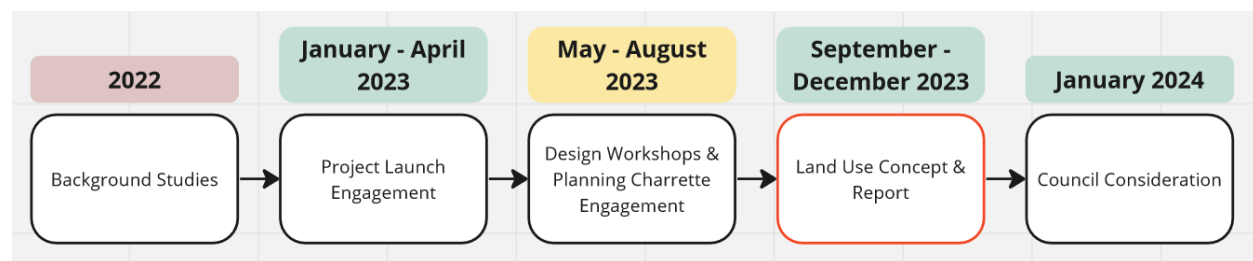 2022
January - April
2023
May - August
2023
September -
December 2023
January 2024
Background Studies
Project Launch
Engagement
Design Workshops &
Planning Charrette
Engagement
Land Use Concept &
Report
Council Consideration